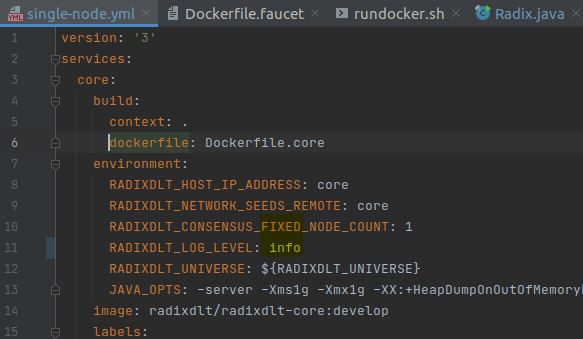 single-node.yml Dockerfile.faucet rundocker.sh Radix.java
1 version: '3'
2 services:
3 core:
4 build:
5 context: .
6 dockerfile: Dockerfile.core
7 environment:
8 RADIXDLT_HOST_IP_ADDRESS: core
9 RADIXDLT_NETWORK_SEEDS_REMOTE: core
10 RADIXDLT_CONSENSUS_FIXED_NODE_COUNT: 1
11 RADIXDLT_LOG_LEVEL: info
12 RADIXDLT_UNIVERSE: ${RADIXDLT_UNIVERSE}
13 JAVA_OPTS: -server -Xms1g -Xmx1g -XX:+HeapDumpOnOutOfMemory
14 image: radixdlt/radixdlt-core:develop
15 labels: